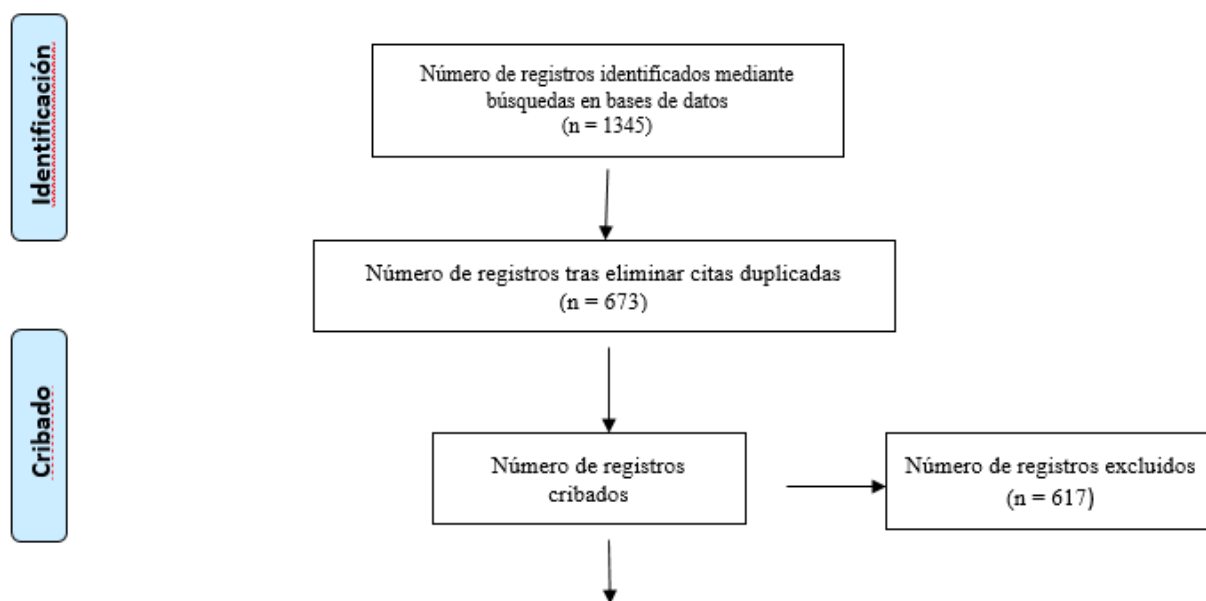 Identificación
Número de registros identificados mediante
búsquedas en bases de datos
(n = 1345)
Número de registros tras eliminar citas duplicadas
(n = 673)
Cribado
Número de registros
cribados
Número de registros excluidos
(n = 617)